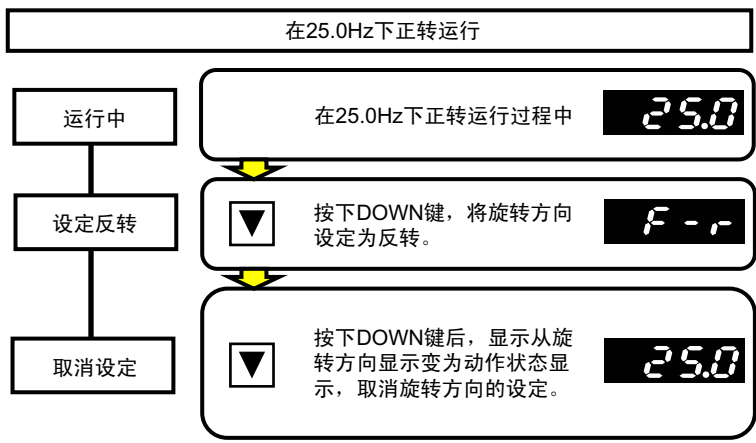 在25.0Hz下正转运行
运行中
在25.0Hz下正转运行过程中
25.0
设定反转
按下DOWN键，将旋转方向
设定为反转。
F-r
取消设定
按下DOWN键后，显示从旋
转方向显示变为动作状态显
示，取消旋转方向的设定。
25.0